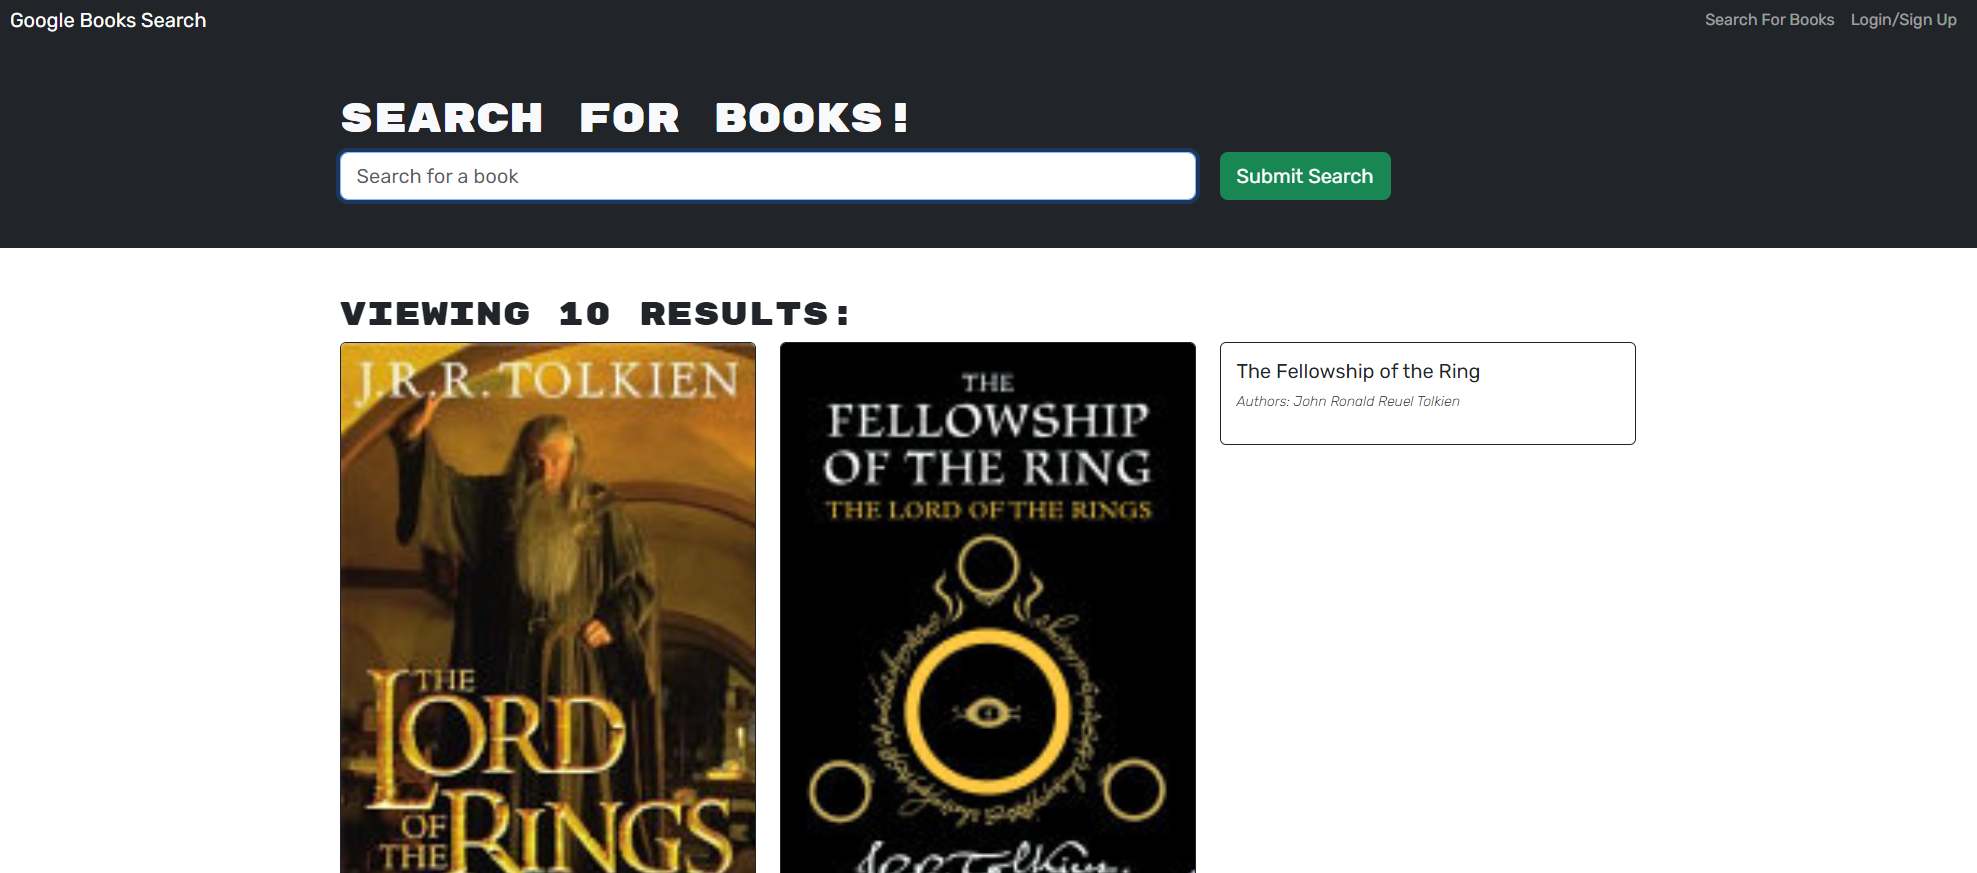 Google Books Search
Search For Books
Login/Sign Up
SEARCH FOR BOOKS!
Search for a book
Submit Search
VIEWING 10 RESULTS:
J.R.R. TOLKIEN
THE
LORD
OF
THE
RINGS
THE
FELLOWSHIP
OF THE RING
THE LORD OF THE RINGS
The Fellowship of the Ring
Authors: John Ronald Reuel Tolkien